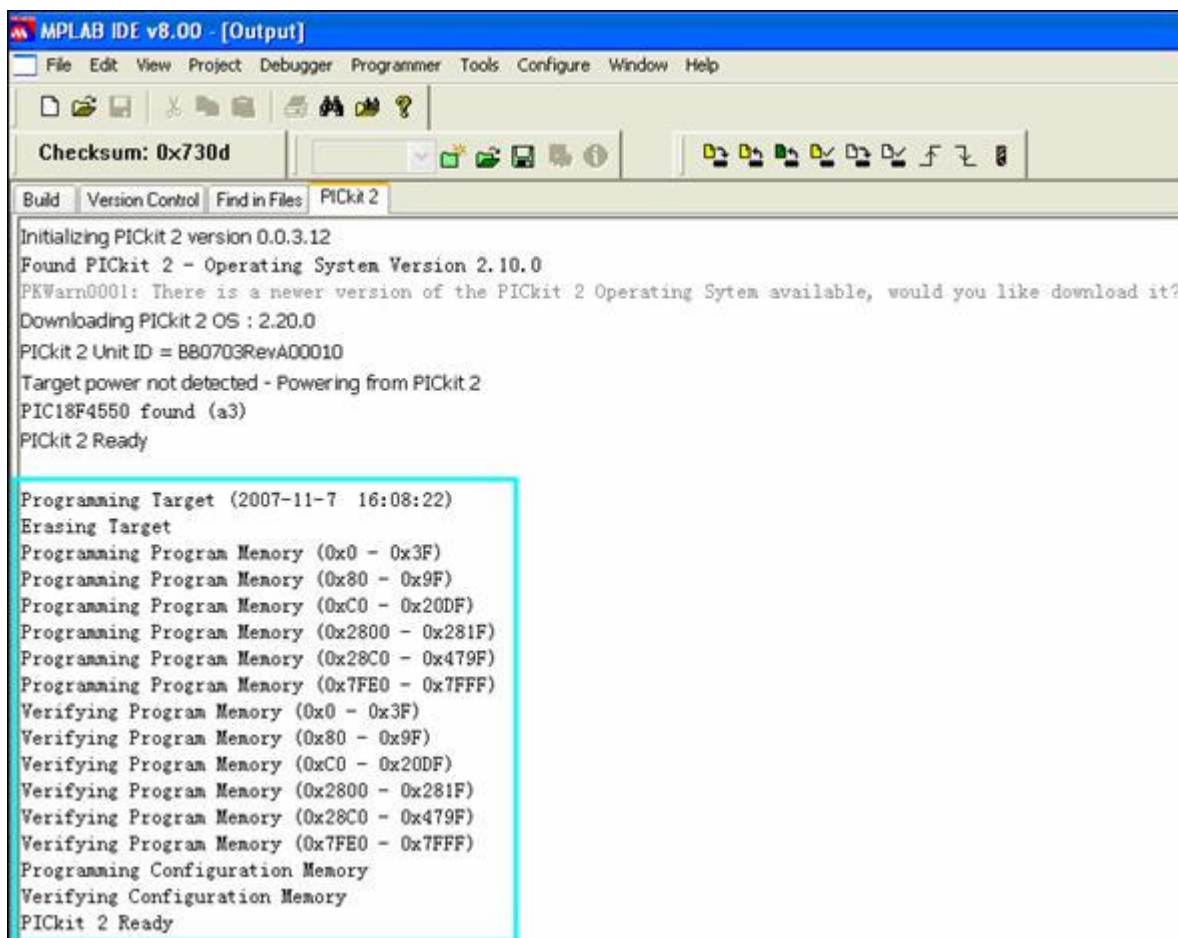 MPLAB IDE v8.00 - [Output]
File Edit View Project Debugger Programmer Tools Configure Window Help
Checksum: 0x730d
Build Version Control Find in Files PICkit 2
Initializing PICkit 2 version 0.0.3.12
Found PICkit 2 - Operating System Version 2.10.0
PKWarn0001: There is a newer version of the PICkit 2 Operating Sytem available, would you like download it?
Downloading PICkit 2 OS : 2.20.0
PICkit 2 Unit ID = BB0703RevA00010
Target power not detected - Powering from PICkit 2
PIC18F4550 found (a3)
PICkit 2 Ready
Programming Target (2007-11-7  16:08:22)
Erasing Target
Programming Program Memory (0x0 - 0x3F)
Programming Program Memory (0x80 - 0x9F)
Programming Program Memory (0xC0 - 0x20DF)
Programming Program Memory (0x2800 - 0x281F)
Programming Program Memory (0x28C0 - 0x479F)
Programming Program Memory (0x7FE0 - 0x7FFF)
Verifying Program Memory (0x0 - 0x3F)
Verifying Program Memory (0x80 - 0x9F)
Verifying Program Memory (0xC0 - 0x20DF)
Verifying Program Memory (0x2800 - 0x281F)
Verifying Program Memory (0x28C0 - 0x479F)
Verifying Program Memory (0x7FE0 - 0x7FFF)
Programming Configuration Memory
Verifying Configuration Memory
PICkit 2 Ready